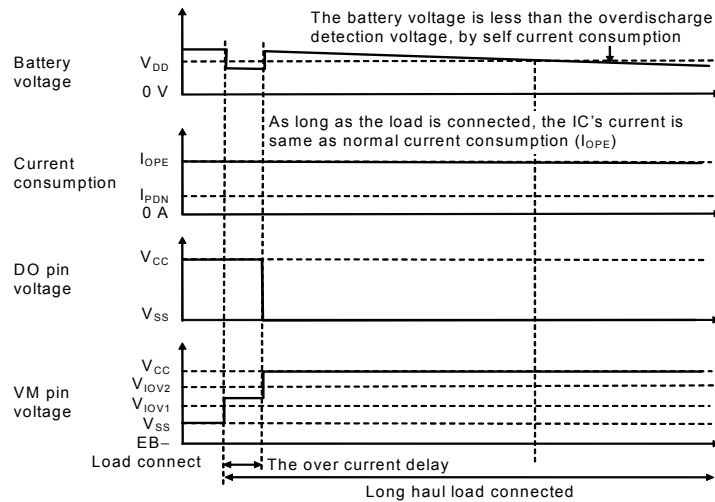 The battery voltage is less than the overdischarge
detection voltage, by self current consumption
Battery
voltage
VDD
0 V
As long as the load is connected, the IC's current is
same as normal current consumption (IOPE)
Current
consumption
IOPE
IPDN
0 A
DO pin
voltage
VCC
VSS
VM pin
voltage
VCC
VIOV2
VIOV1
VSS
EB−
Load connect
The over current delay
Long haul load connected